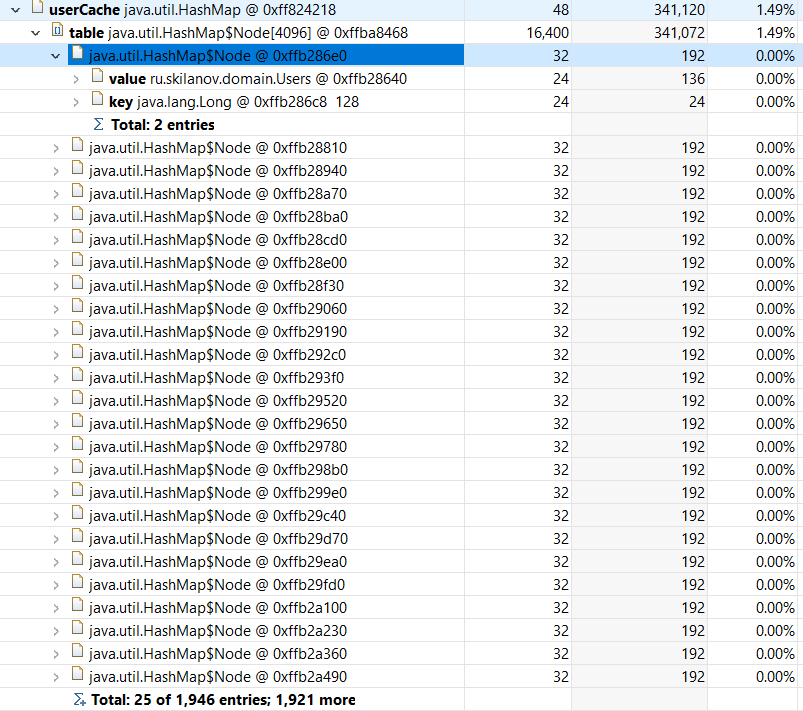 userCache java.util.HashMap @ 0xff824218 48 341,120 1.49%
table java.util.HashMap$Node[4096] @ 0xffba8468 16,400 341,072 1.49%
java.util.HashMap$Node @ 0xffb286e0 32 192 0.00%
value ru.skilanov.domain.Users @ 0xffb28640 24 136 0.00%
key java.lang.Long @ 0xffb286c8 128 24 24 0.00%
Σ Total: 2 entries
java.util.HashMap$Node @ 0xffb28810 32 192 0.00%
java.util.HashMap$Node @ 0xffb28940 32 192 0.00%
java.util.HashMap$Node @ 0xffb28a70 32 192 0.00%
java.util.HashMap$Node @ 0xffb28ba0 32 192 0.00%
java.util.HashMap$Node @ 0xffb28cd0 32 192 0.00%
java.util.HashMap$Node @ 0xffb28e00 32 192 0.00%
java.util.HashMap$Node @ 0xffb28f30 32 192 0.00%
java.util.HashMap$Node @ 0xffb29060 32 192 0.00%
java.util.HashMap$Node @ 0xffb29190 32 192 0.00%
java.util.HashMap$Node @ 0xffb292c0 32 192 0.00%
java.util.HashMap$Node @ 0xffb293f0 32 192 0.00%
java.util.HashMap$Node @ 0xffb29520 32 192 0.00%
java.util.HashMap$Node @ 0xffb29650 32 192 0.00%
java.util.HashMap$Node @ 0xffb29780 32 192 0.00%
java.util.HashMap$Node @ 0xffb298b0 32 192 0.00%
java.util.HashMap$Node @ 0xffb299e0 32 192 0.00%
java.util.HashMap$Node @ 0xffb29c40 32 192 0.00%
java.util.HashMap$Node @ 0xffb29d70 32 192 0.00%
java.util.HashMap$Node @ 0xffb29ea0 32 192 0.00%
java.util.HashMap$Node @ 0xffb29fd0 32 192 0.00%
java.util.HashMap$Node @ 0xffb2a100 32 192 0.00%
java.util.HashMap$Node @ 0xffb2a230 32 192 0.00%
java.util.HashMap$Node @ 0xffb2a360 32 192 0.00%
java.util.HashMap$Node @ 0xffb2a490 32 192 0.00%
Σ Total: 25 of 1,946 entries; 1,921 more